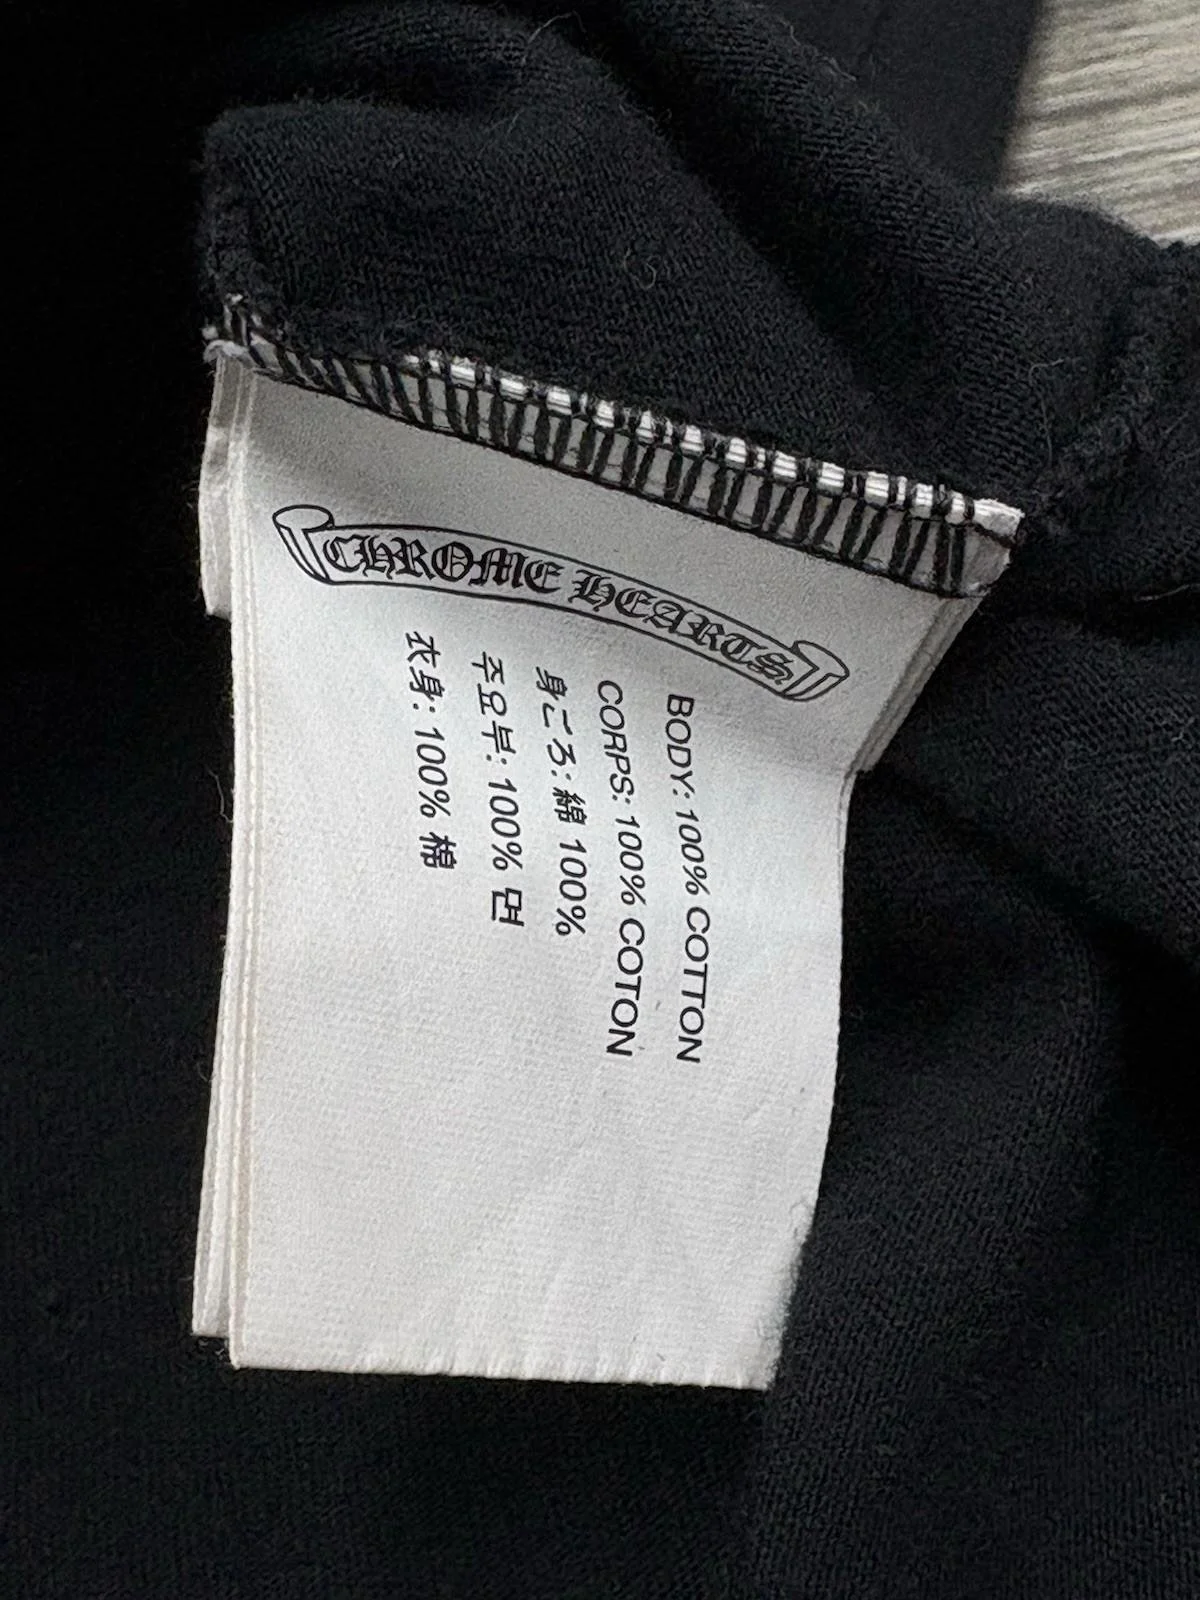 CHROME HEARTS
BODY: 100% COTTON
CORPS: 100% COTON
身ごろ: 綿 100%
주요부: 100% 면
衣身: 100% 棉